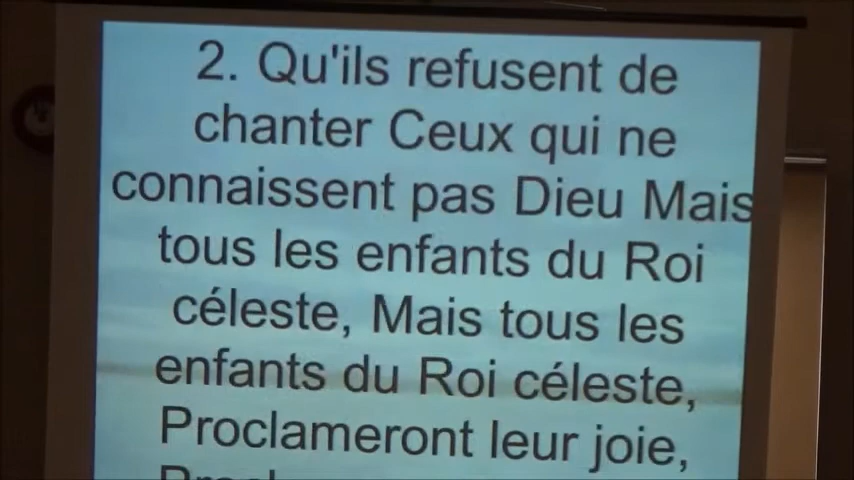 2. Qu'ils refusent de
chanter Ceux qui ne
connaissent pas Dieu Mais
tous les enfants du Roi
céleste, Mais tous les
enfants du Roi céleste,
Proclameront leur joie,